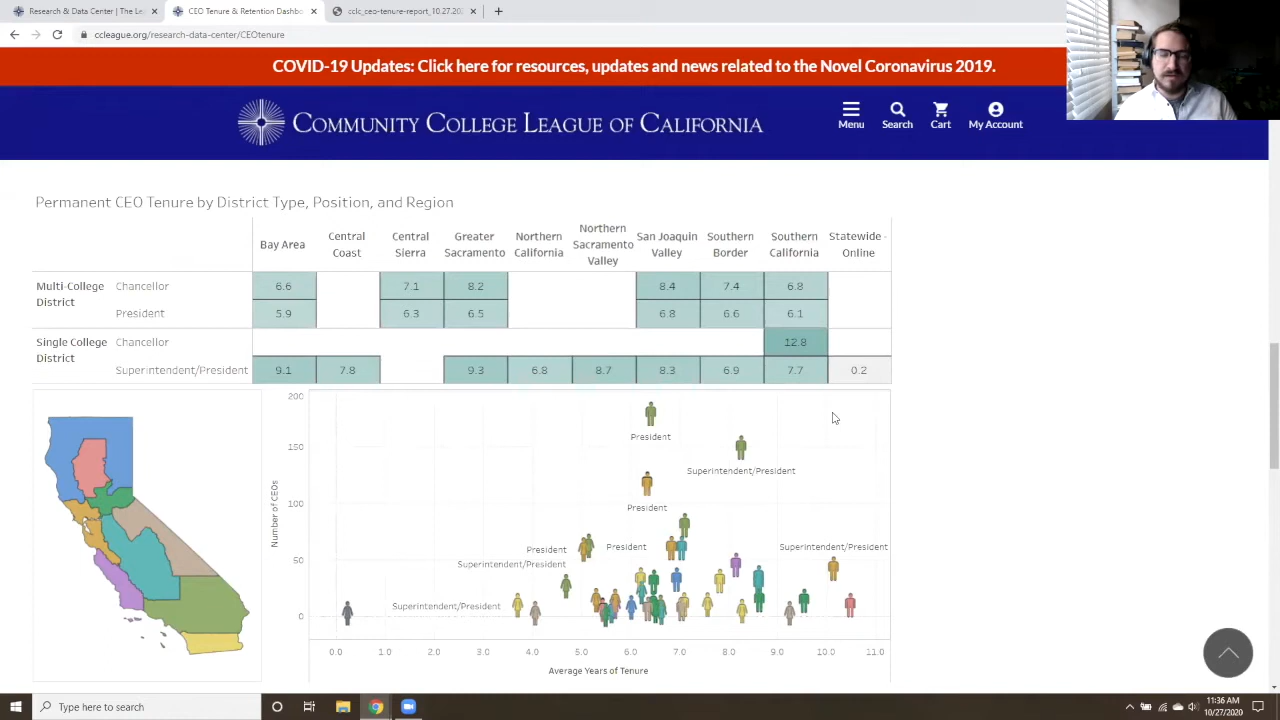 Research & Data Center | The Le
CEO Tenure & Retention Dashbo
cclc_ceo-tenure-report_10.27.202
ccleague.org/research-data-center/CEOtenure
COVID-19 Updates: Click here for resources, updates and news related to the Novel Coronavirus 2019.
COMMUNITY COLLEGE LEAGUE OF CALIFORNIA
Menu Search Cart My Account
Permanent CEO Tenure by District Type, Position, and Region
Bay Area Central Coast Central Sierra Greater Sacramento Northern California Northern Sacramento Valley San Joaquin Valley Southern Border Southern California Statewide - Online
Multi-College District Chancellor 6.6 7.1 8.2 8.4 7.4 6.8
President 5.9 6.3 6.5 6.8 6.6 6.1
Single College District Chancellor 12.8
Superintendent/President 9.1 7.8 9.3 6.8 8.7 8.3 6.9 7.7 0.2
200
President
150
Superintendent/President
100
President
Number of CEOs
President President Superintendent/President
50
Superintendent/President
Superintendent/President
0
0.0 1.0 2.0 3.0 4.0 5.0 6.0 7.0 8.0 9.0 10.0 11.0
Average Years of Tenure
Type here to search
11:36 AM
10/27/2020